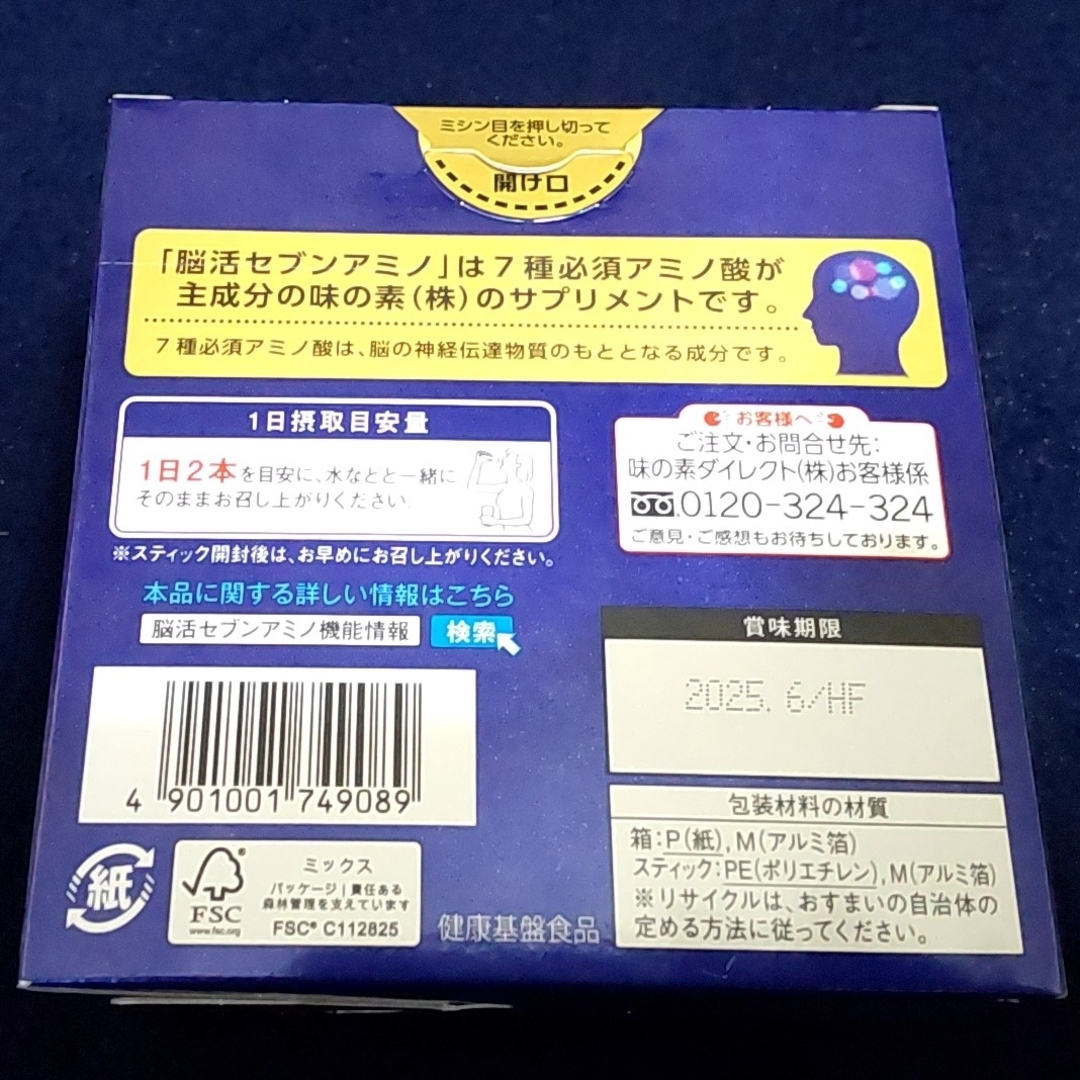 ミシン目を押し切って
ください。
開け口
「脳活セブンアミノ」は7種必須アミノ酸が
主成分の味の素(株)のサプリメントです。
7種必須アミノ酸は、脳の神経伝達物質のもととなる成分です。
1日摂取目安量
1日2本を目安に、水などと一緒に
そのままお召し上がりください。
※スティック開封後は、お早めにお召し上がりください。
お客様へ
ご注文・お問合せ先:
味の素ダイレクト(株)お客様係
0120-324-324
ご意見・ご感想もお待ちしております。
本品に関する詳しい情報はこちら
脳活セブンアミノ機能情報 検索
賞味期限
2025. 6/HF
4 901001 749089
包装材料の材質
箱:P(紙), M(アルミ箔)
スティック:PE(ポリエチレン), M(アルミ箔)
※リサイクルは、おすまいの自治体の
定める方法に従ってください。
紙
FSC
www.fsc.org
ミックス
パッケージ|責任ある
森林管理を支えています
FSC® C112825
健康基盤食品